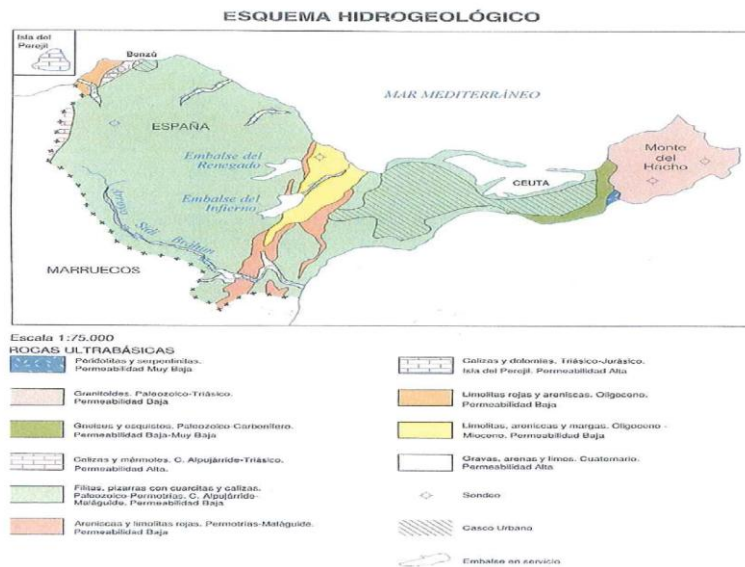 ESQUEMA HIDROGEOLÓGICO
Isla del
Perejil
Benzú
MAR MEDITERRÁNEO
ESPAÑA
Embalse del
Renegado
Embalse del
Infierno
Monte
del
Hacho
CEUTA
Arroyo Sidi Brahim
MARRUECOS
Escala 1:75.000
ROCAS ULTRABÁSICAS
Peridotitas y serpentinitas.
Permeabilidad Muy Baja
Granitoides. Paleozoico-Triásico.
Permeabilidad Baja
Gneises y esquistos. Paleozoico-Carbonífero.
Permeabilidad Baja-Muy Baja
Calizas y mármoles. C. Alpujárride-Triásico.
Permeabilidad Alta.
Filitas, pizarras con cuarcitas y calizas.
Paleozoico-Permotrías. C. Alpujárride-
Maláguide. Permeabilidad Baja
Areniscas y limolitas rojas. Permotrías-Maláguide.
Permeabilidad Baja
Calizas y dolomías. Triásico-Jurásico.
Isla del Perejil. Permeabilidad Alta
Limolitas rojas y areniscas. Oligoceno.
Permeabilidad Baja
Limolitas, areniscas y margas. Oligoceno -
Mioceno. Permeabilidad Baja
Gravas, arenas y limos. Cuaternario.
Permeabilidad Alta
Sondeo
Casco Urbano
Embalse en servicio